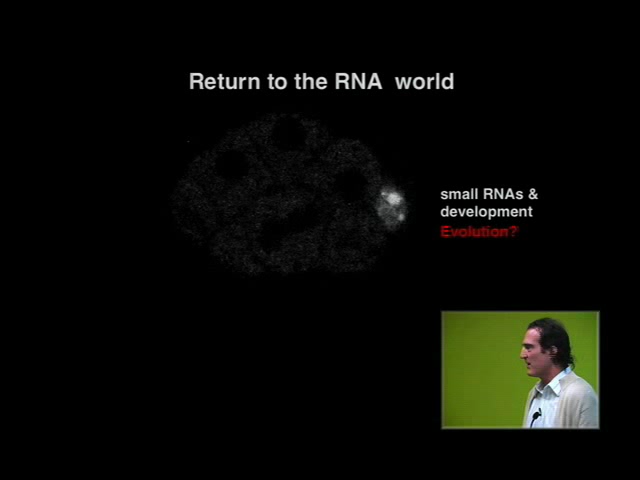 Return to the RNA world
small RNAs &
development
Evolution?